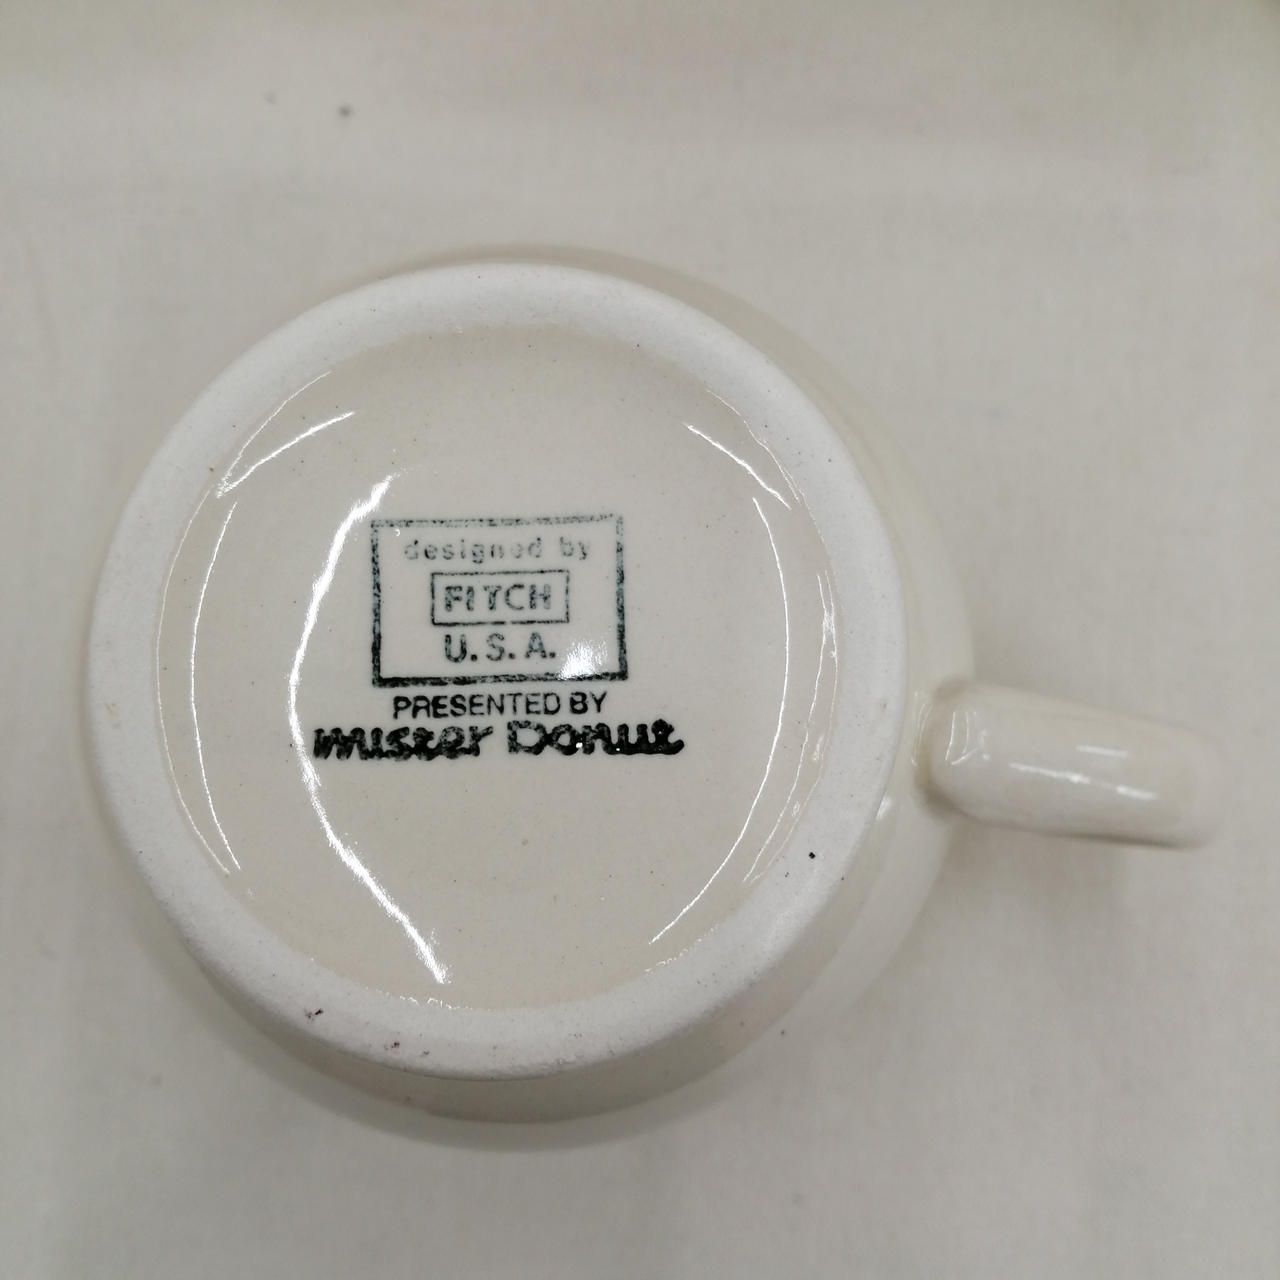 designed by
FITCH
U.S.A.
PRESENTED BY
mister Donut